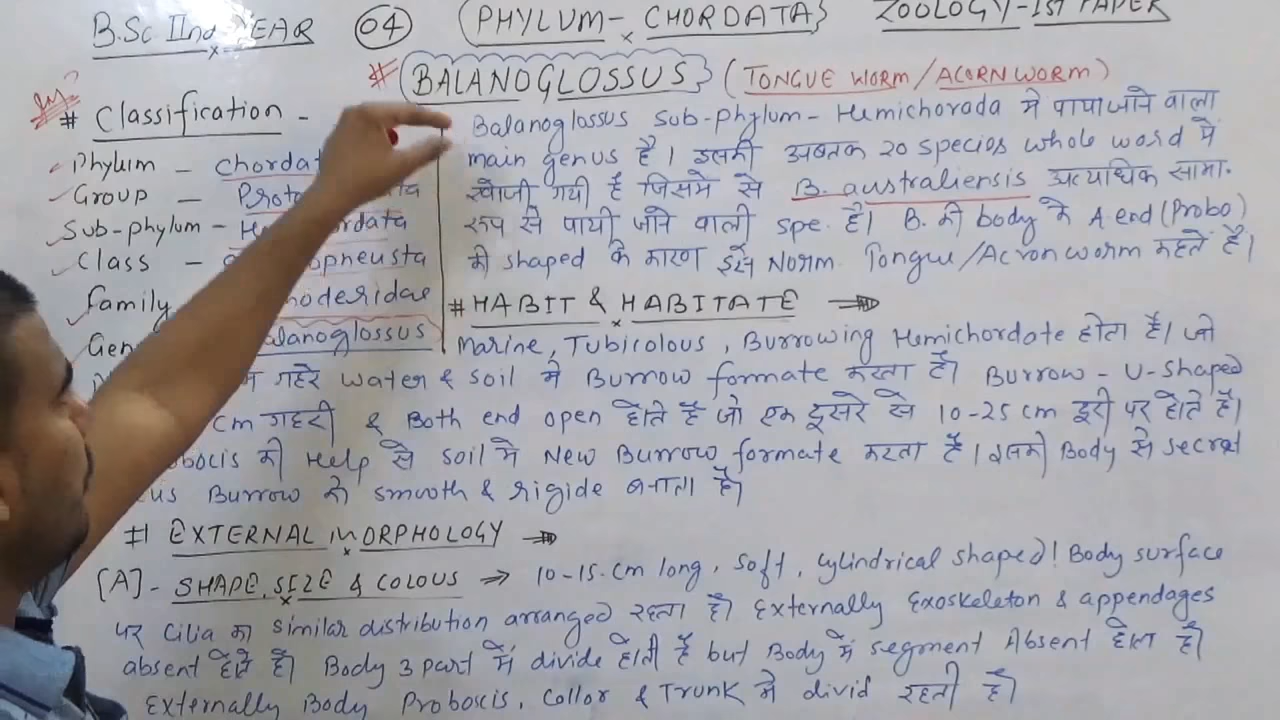 B.Sc IInd YEAR
04
PHYLUM - CHORDATA}
ZOOLOGY-IST PAPER
# {BALANOGLOSSUS} (TONGUE WORM / ACORN WORM)
# Classification -
Phylum - Chordat
Group - Proto
Sub-phylum - He rdata
Class - opneusta
family hoderidae
Gen alanoglossus
Balanoglossus Sub-phylum - Hemichorada मे पायाजाने वाला
main genus है। इसकी अबतक 20 species whole word में
खोजी गयी है जिसमे से B. australiensis अत्याधिक सामा.
रूप से पायी जाने वाली spe. है। B. की body के A. end (Probo)
की shaped के कारण इसे Norm. Tongue/Acron worm कहते है।
# HABIT & HABITATE →
Marine, Tubicolous, Burrowing Hemichordate होता है। जो
गहरे water & soil मे Burrow formate करता है। Burrow - U-shaped
cm गहरी & Both end open होते है जो एक दूसरे से 10-25 cm दूरी पर होते है।
obocis की Help से soil मे New Burrow formate करता है। इसकी Body से secret
us Burrow को smooth & rigide बनाता है।
# EXTERNAL MORPHOLOGY →
[A] - SHAPE, SIZE & COLOUS ⇒ 10-15 cm long, soft, cylindrical shaped! Body surface
पर cilia का similar distribution arranged रहता है। Externally Exoskeleton & appendages
absent होते है। Body 3 part में divide होती है but Body में segment Absent होता है।
Externally Body Proboscis, Collor & Trunk मे divid रहती है।